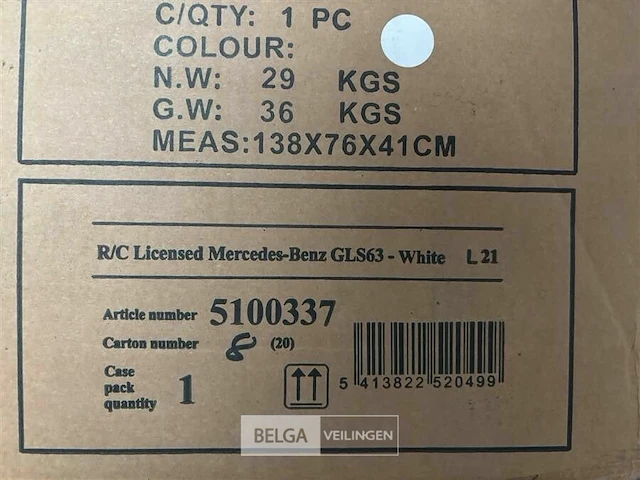 C/QTY: 1 PC
COLOUR:
N.W: 29 KGS
G.W: 36 KGS
MEAS:138X76X41CM
R/C Licensed Mercedes-Benz GLS63 - White L 21
Article number 5100337
Carton number 8 (20)
Case pack quantity 1
5 413822 520499
BELGA VEILINGEN